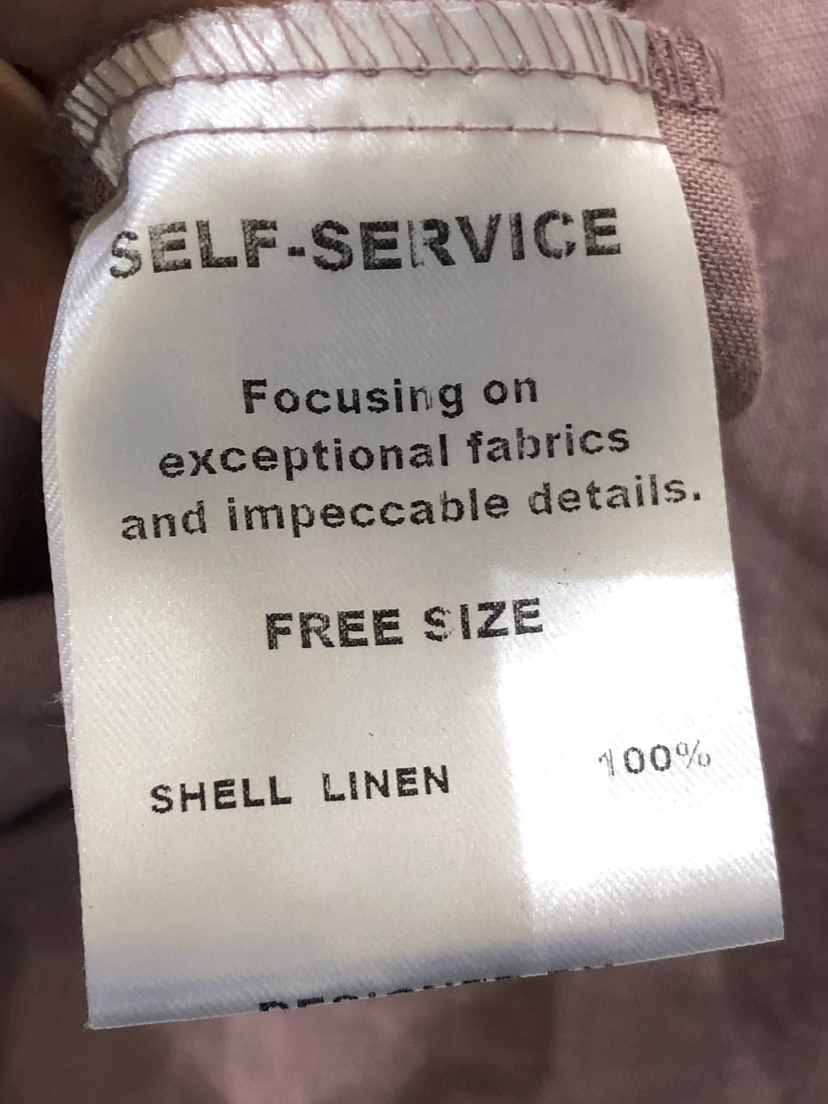 SELF-SERVICE
Focusing on
exceptional fabrics
and impeccable details.
FREE SIZE
SHELL LINEN 100%